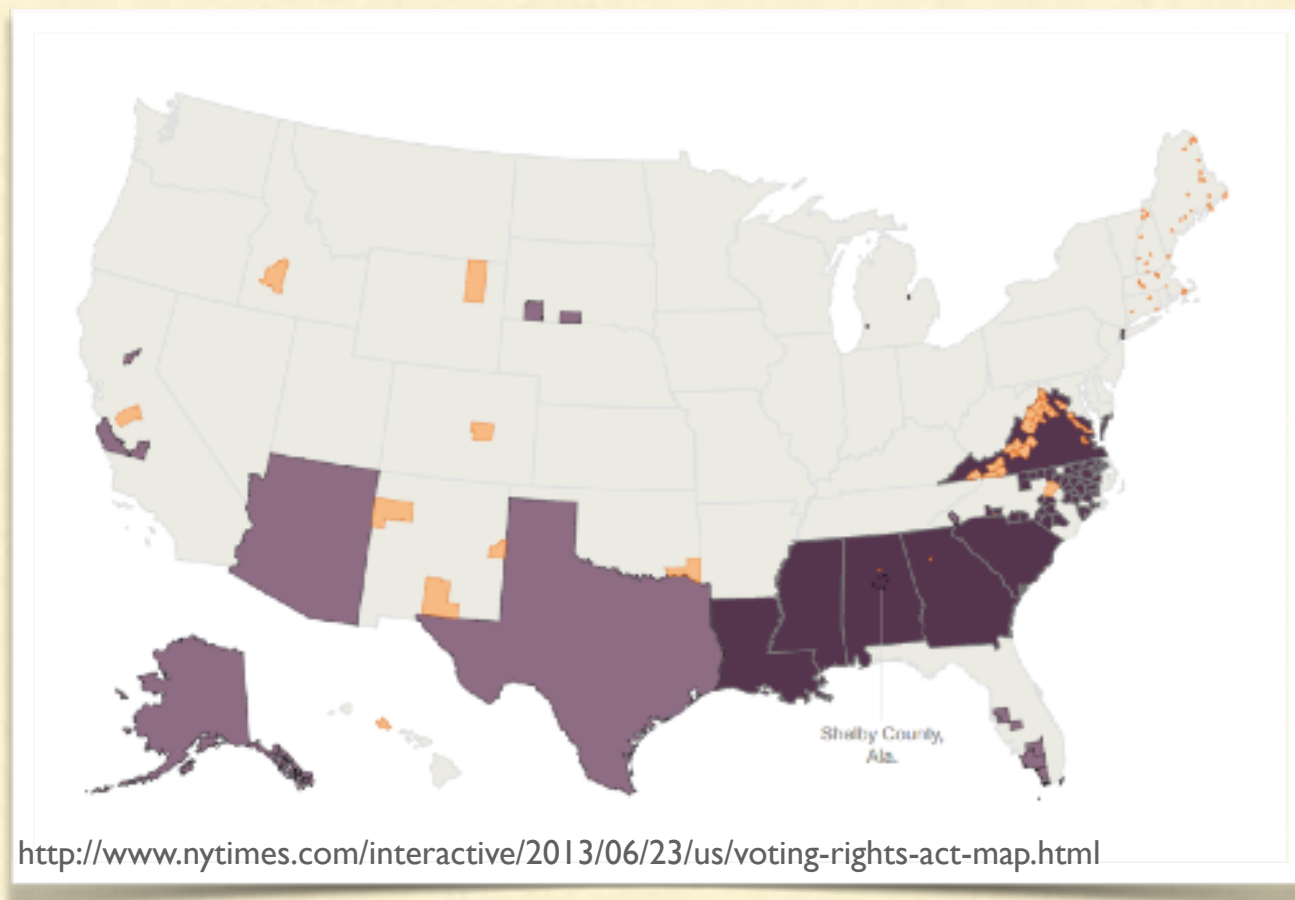 Shelby County,
Ala.
http://www.nytimes.com/interactive/2013/06/23/us/voting-rights-act-map.html